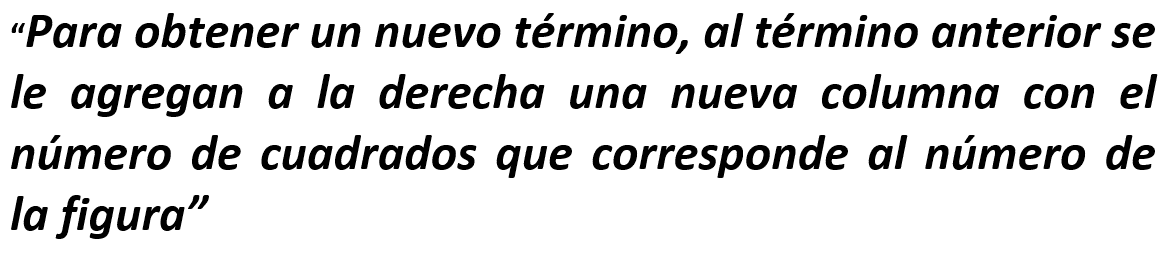 “Para obtener un nuevo término, al término anterior se
le agregan a la derecha una nueva columna con el
número de cuadrados que corresponde al número de
la figura”